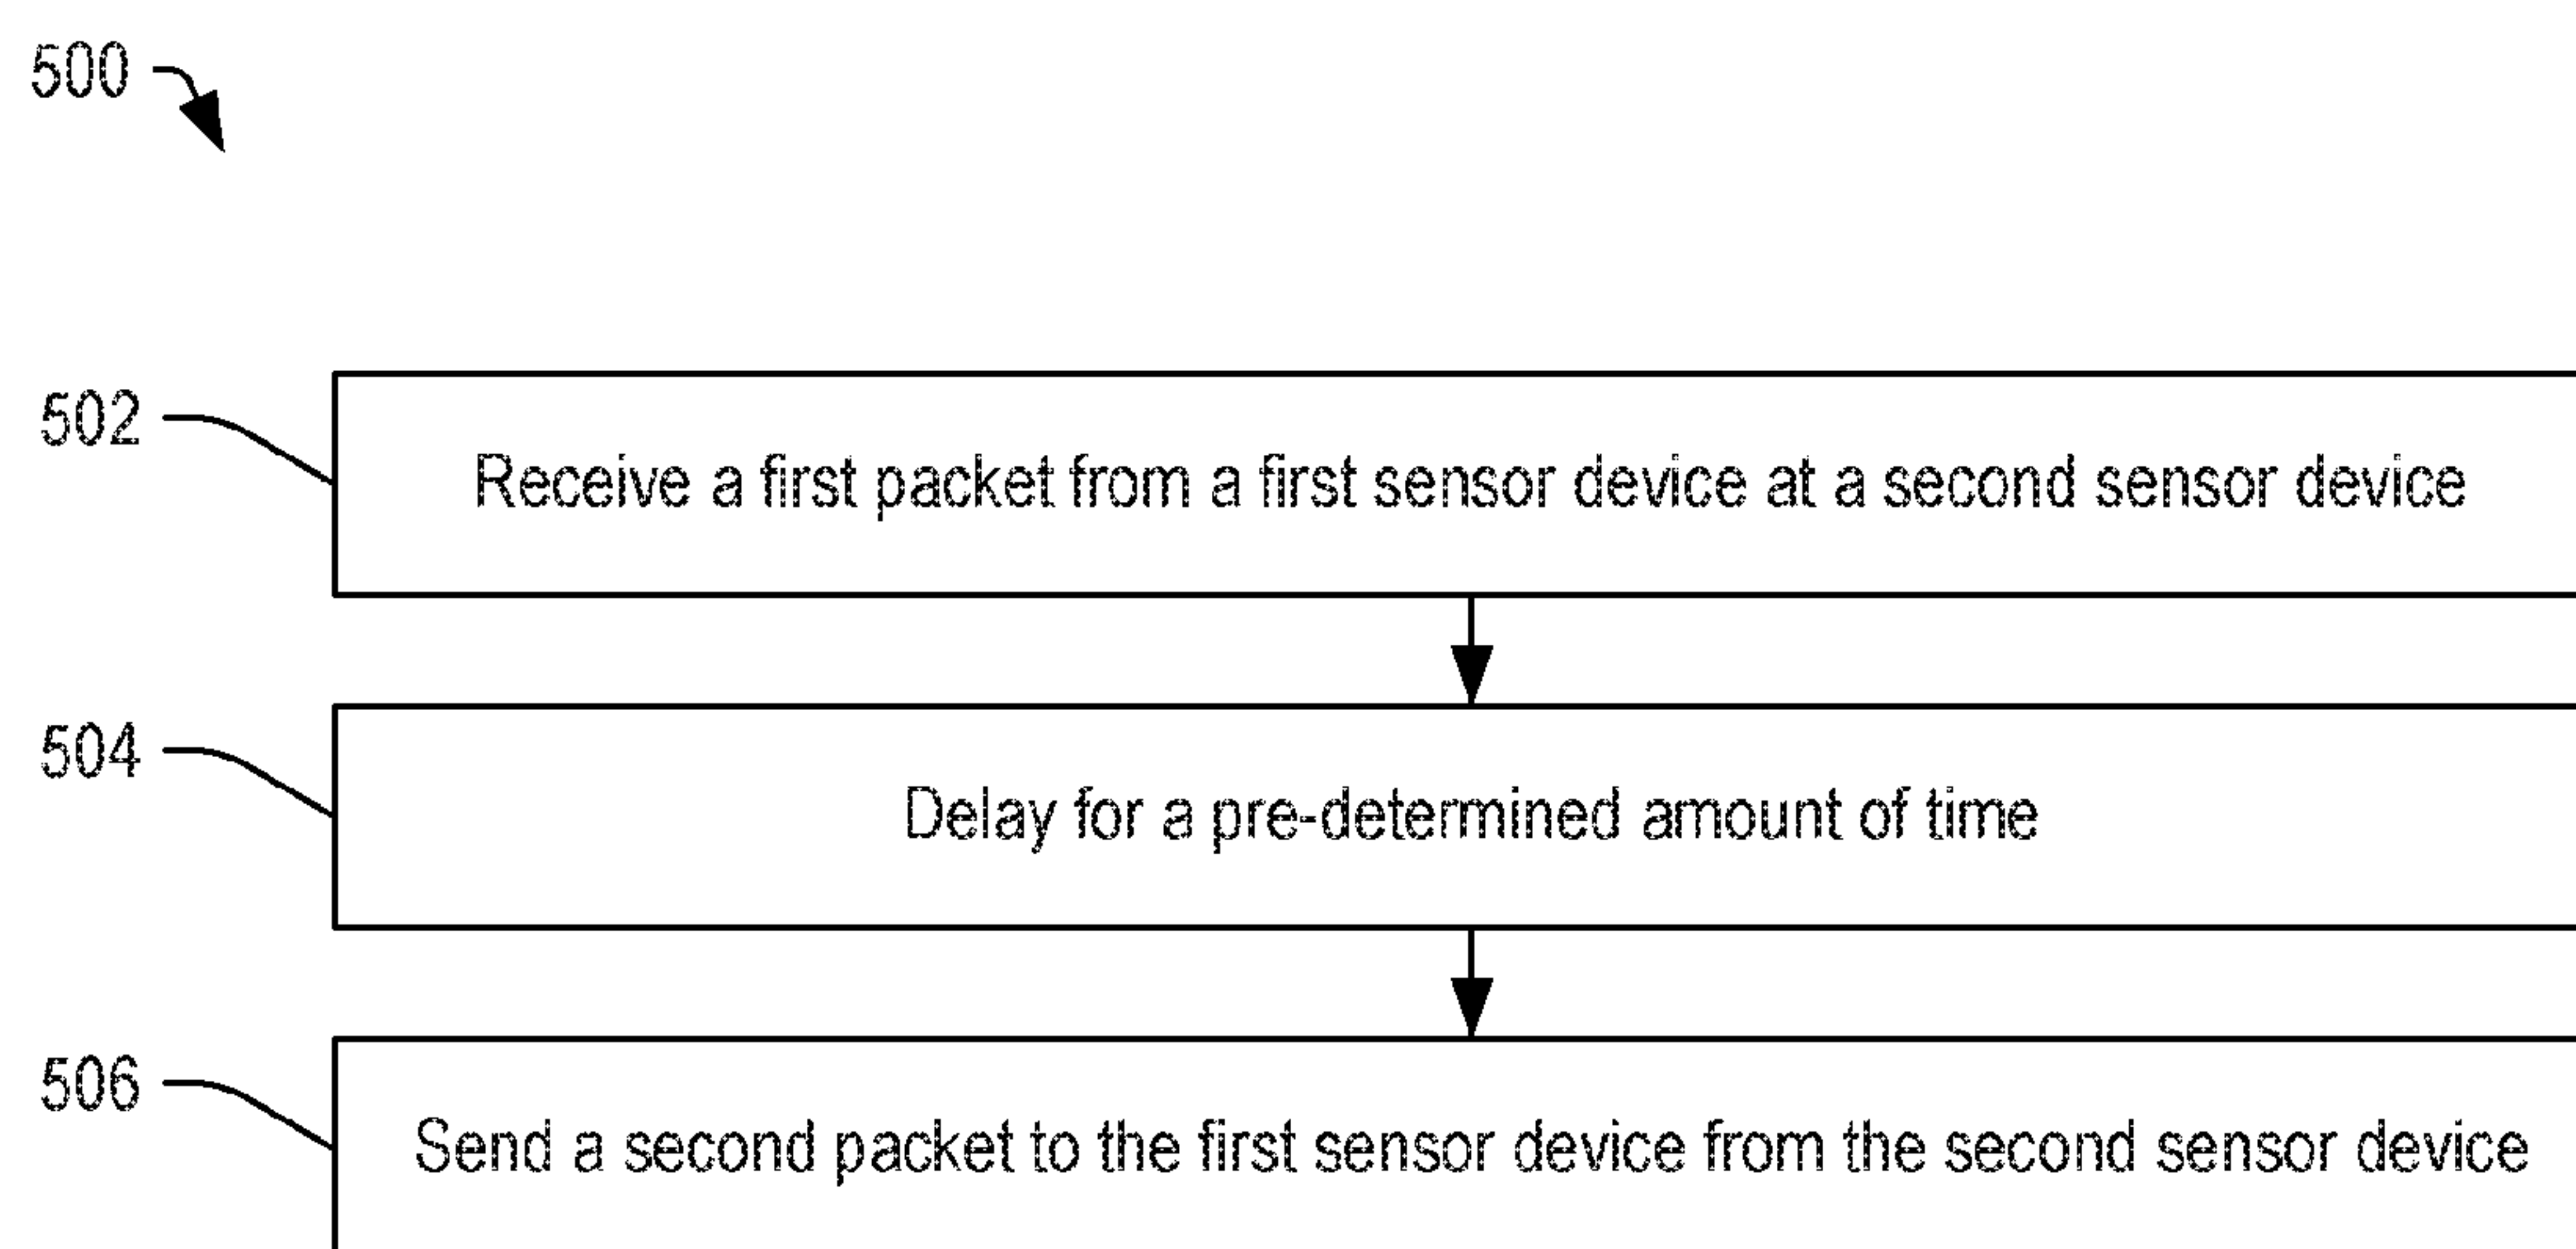 500
502
Receive a first packet from a first sensor device at a second sensor device
504
Delay for a pre-determined amount of time
506
Send a second packet to the first sensor device from the second sensor device